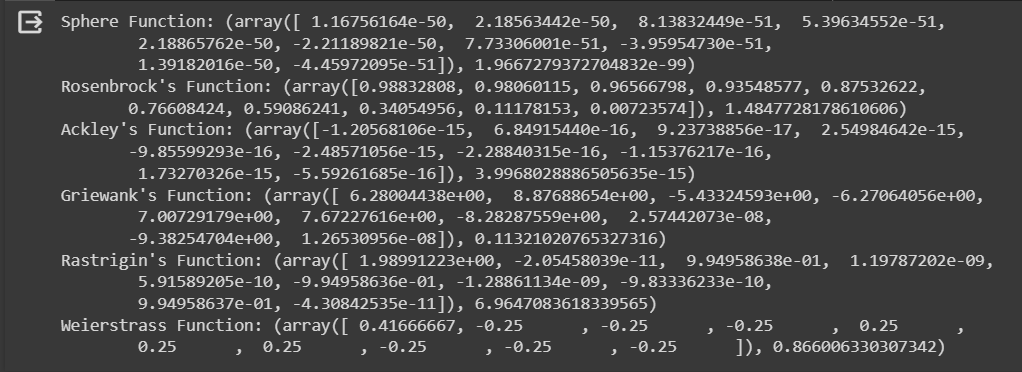 Sphere Function: (array([ 1.16756164e-50,  2.18563442e-50,  8.13832449e-51,  5.39634552e-51,
        2.18865762e-50, -2.21189821e-50,  7.73306001e-51, -3.95954730e-51,
        1.39182016e-50, -4.45972095e-51]), 1.9667279372704832e-99)
Rosenbrock's Function: (array([0.98832808, 0.98060115, 0.96566798, 0.93548577, 0.87532622,
       0.76608424, 0.59086241, 0.34054956, 0.11178153, 0.00723574]), 1.4847728178610606)
Ackley's Function: (array([-1.20568106e-15,  6.84915440e-16,  9.23738856e-17,  2.54984642e-15,
       -9.85599293e-16, -2.48571056e-15, -2.28840315e-16, -1.15376217e-16,
        1.73270326e-15, -5.59261685e-16]), 3.9968028886505635e-15)
Griewank's Function: (array([ 6.28004438e+00,  8.87688654e+00, -5.43324593e+00, -6.27064056e+00,
        7.00729179e+00,  7.67227616e+00, -8.28287559e+00,  2.57442073e-08,
       -9.38254704e+00,  1.26530956e-08]), 0.11321020765327316)
Rastrigin's Function: (array([ 1.98991223e+00, -2.05458039e-11,  9.94958638e-01,  1.19787202e-09,
        5.91589205e-10, -9.94958636e-01, -1.28861134e-09, -9.83336233e-10,
        9.94958637e-01, -4.30842535e-11]), 6.9647083618339565)
Weierstrass Function: (array([ 0.41666667, -0.25      , -0.25      , -0.25      ,  0.25      ,
        0.25      ,  0.25      , -0.25      , -0.25      , -0.25      ]), 0.866006330307342)